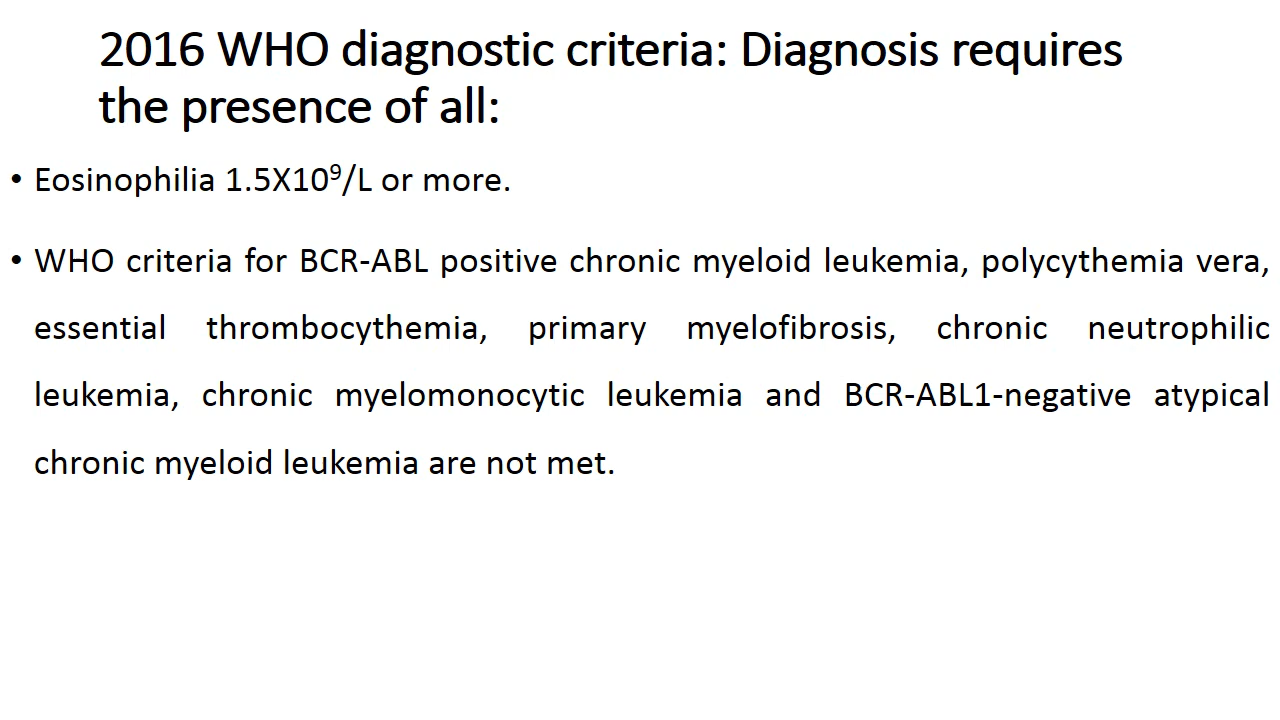 2016 WHO diagnostic criteria: Diagnosis requires
the presence of all:
• Eosinophilia 1.5X10⁹/L or more.
• WHO criteria for BCR-ABL positive chronic myeloid leukemia, polycythemia vera,
essential thrombocythemia, primary myelofibrosis, chronic neutrophilic
leukemia, chronic myelomonocytic leukemia and BCR-ABL1-negative atypical
chronic myeloid leukemia are not met.